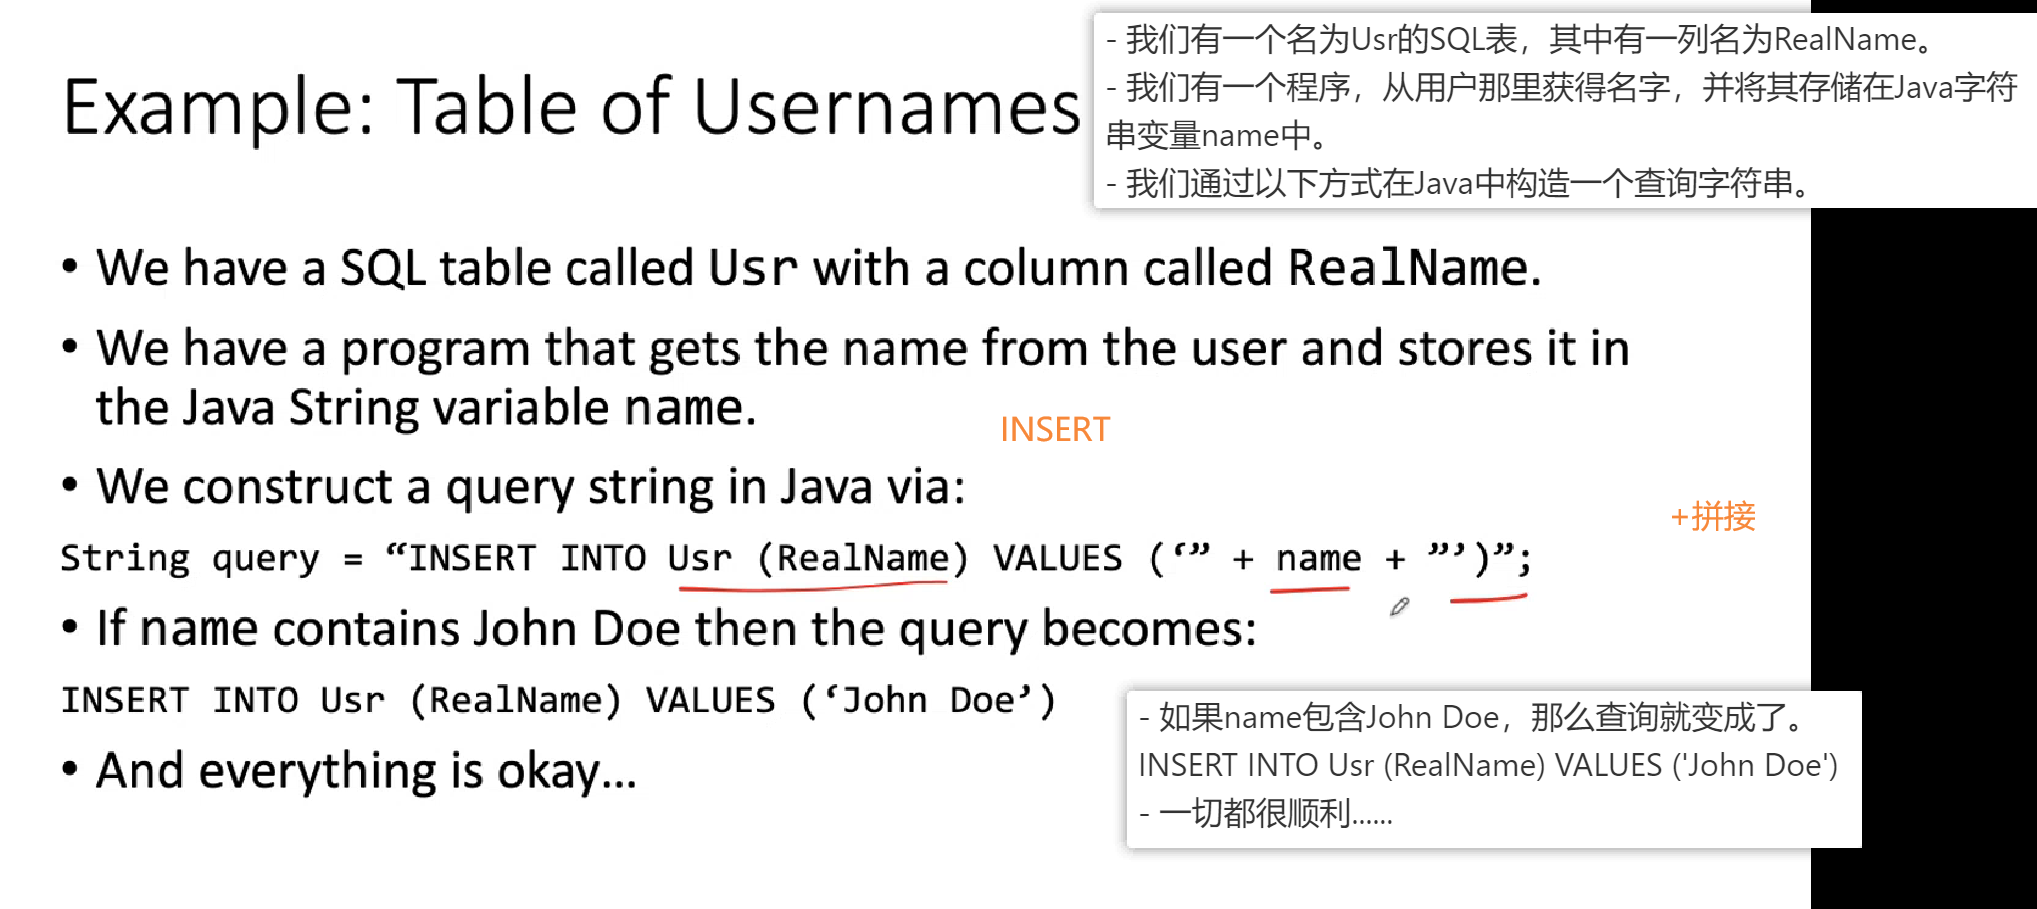 Example: Table of Usernames
- 我们有一个名为Usr的SQL表，其中有一列名为RealName。
- 我们有一个程序，从用户那里获得名字，并将其存储在Java字符
串变量name中。
- 我们通过以下方式在Java中构造一个查询字符串。
• We have a SQL table called Usr with a column called RealName.
• We have a program that gets the name from the user and stores it in
the Java String variable name.
INSERT
• We construct a query string in Java via:
+拼接
String query = “INSERT INTO Usr (RealName) VALUES (‘” + name + ”’)”;
• If name contains John Doe then the query becomes:
INSERT INTO Usr (RealName) VALUES (‘John Doe’)
• And everything is okay…
- 如果name包含John Doe，那么查询就变成了。
INSERT INTO Usr (RealName) VALUES ('John Doe')
- 一切都很顺利......